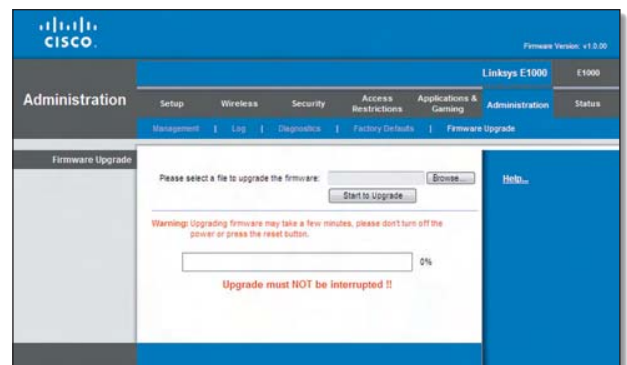 CISCO.
Firmware Version: v1.0.00
Linksys E1000 E1000
Administration
Setup Wireless Security Access Restrictions Applications & Gaming Administration Status
Management | Log | Diagnostics | Factory Defaults | Firmware Upgrade
Firmware Upgrade
Please select a file to upgrade the firmware: Browse...
Start to Upgrade
Help...
Warning: Upgrading firmware may take a few minutes, please don't turn off the
power or press the reset button.
0%
Upgrade must NOT be interrupted !!